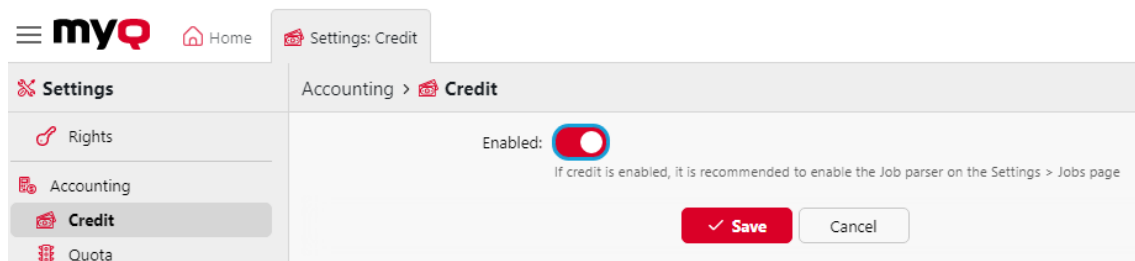 myQ
Home
Settings: Credit
Settings
Accounting > Credit
Rights
Enabled:
If credit is enabled, it is recommended to enable the Job parser on the Settings > Jobs page
Accounting
Credit
Save
Cancel
Quota